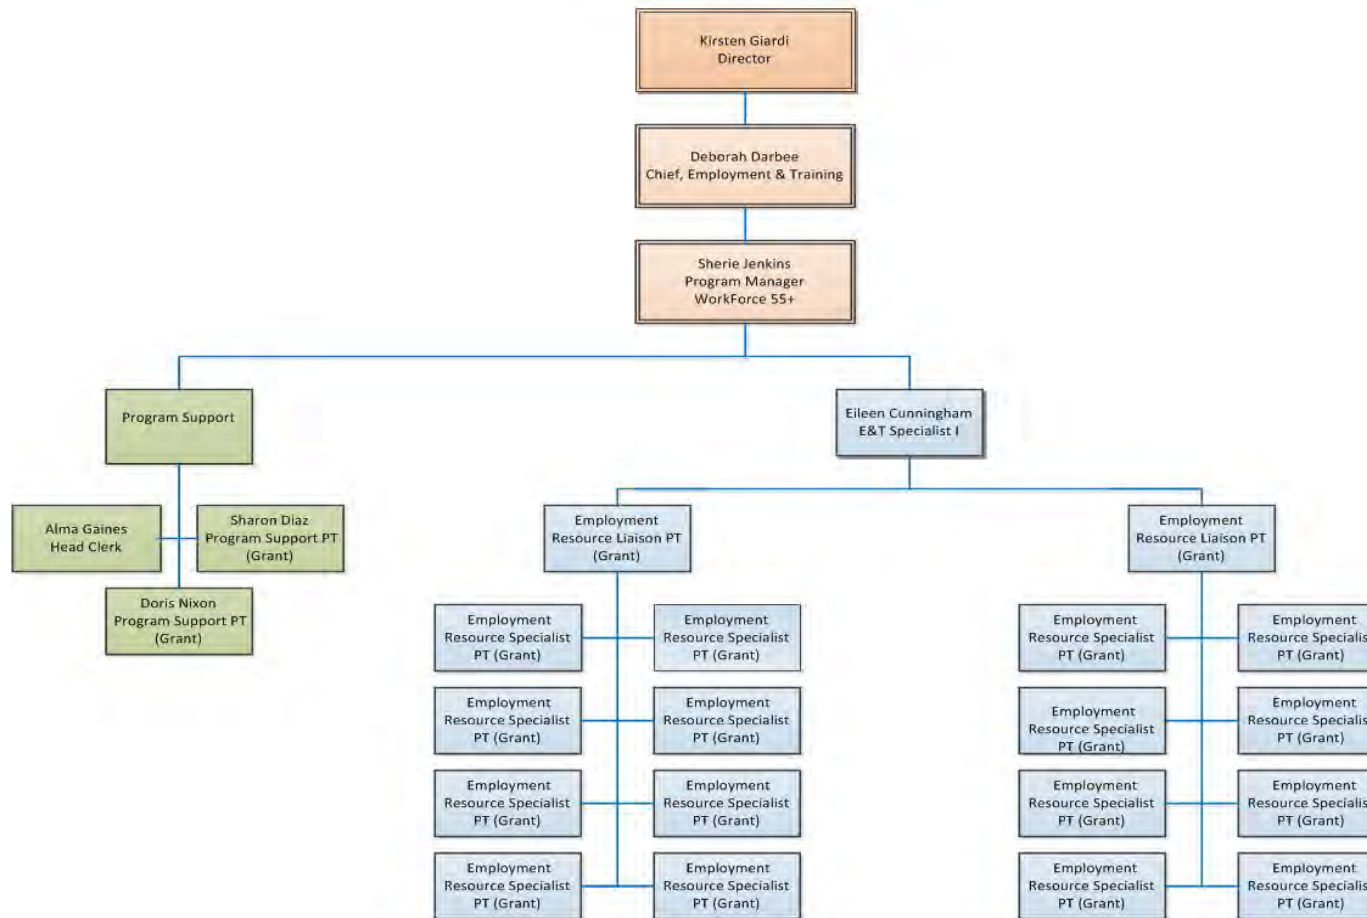 Kirsten Giardi
Director
Deborah Darbee
Chief, Employment & Training
Sherie Jenkins
Program Manager
WorkForce 55+
Program Support
Eileen Cunningham
E&T Specialist I
Alma Gaines
Head Clerk
Sharon Diaz
Program Support PT
(Grant)
Doris Nixon
Program Support PT
(Grant)
Employment
Resource Liaison PT
(Grant)
Employment
Resource Liaison PT
(Grant)
Employment
Resource Specialist
PT (Grant)
Employment
Resource Specialist
PT (Grant)
Employment
Resource Specialist
PT (Grant)
Employment
Resource Specialis
PT (Grant)
Employment
Resource Specialist
PT (Grant)
Employment
Resource Specialist
PT (Grant)
Employment
Resource Specialist
PT (Grant)
Employment
Resource Specialis
PT (Grant)
Employment
Resource Specialist
PT (Grant)
Employment
Resource Specialist
PT (Grant)
Employment
Resource Specialist
PT (Grant)
Employment
Resource Specialis
PT (Grant)
Employment
Resource Specialist
PT (Grant)
Employment
Resource Specialist
PT (Grant)
Employment
Resource Specialist
PT (Grant)
Employment
Resource Specialis
PT (Grant)